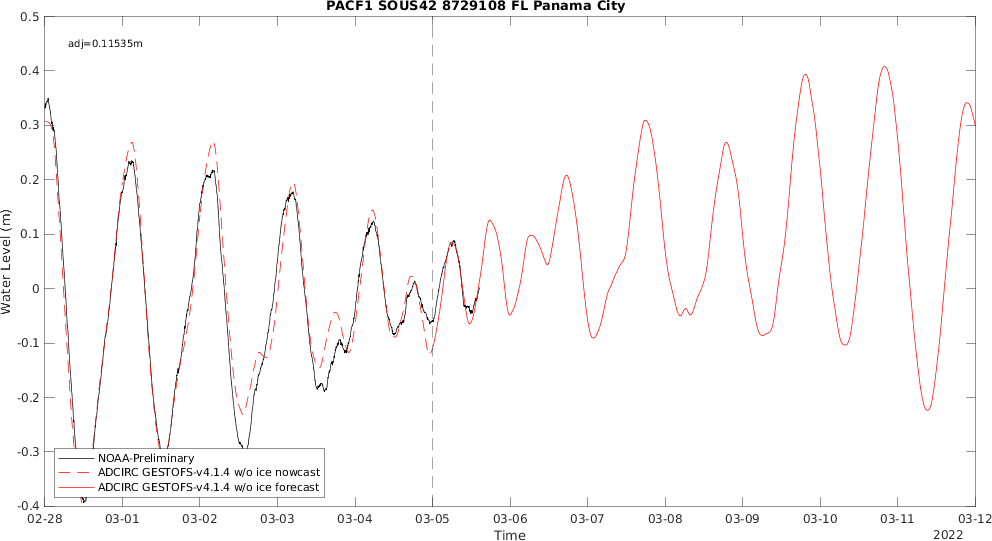 PACF1 SOUS42 8729108 FL Panama City
adj=0.11535m
Water Level (m)
0.5
0.4
0.3
0.2
0.1
0
-0.1
-0.2
-0.3
-0.4
NOAA-Preliminary
ADCIRC GESTOFS-v4.1.4 w/o ice nowcast
ADCIRC GESTOFS-v4.1.4 w/o ice forecast
02-28 03-01 03-02 03-03 03-04 03-05 03-06 03-07 03-08 03-09 03-10 03-11 03-12
Time
2022